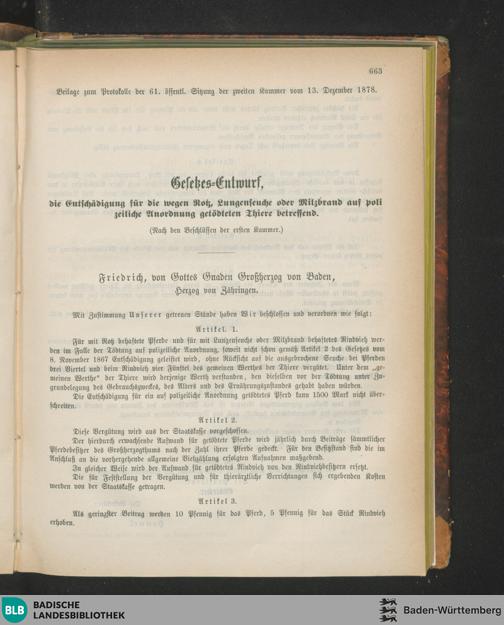 663
Beilage zum Protokolle der 61. öffentl. Sitzung der zweiten Kammer vom 13. Dezember 1878.
Gesetzes-Entwurf,
die Entschädigung für die wegen Rotz, Lungenseuche oder Milzbrand auf poli
zeiliche Anordnung getödteten Thiere betreffend.
(Nach den Beschlüssen der ersten Kammer.)
Friedrich, von Gottes Gnaden Großherzog von Baden,
Herzog von Zähringen.
Mit Zustimmung Unserer getreuen Stände haben Wir beschlossen und verordnen wie folgt:
Artikel 1.
Für mit Rotz behaftete Pferde und für mit Lungenseuche oder Milzbrand behaftetes Rindvieh wer-
den im Falle der Tödtung auf polizeiliche Anordnung, soweit nicht schon gemäß Artikel 2 des Gesetzes vom
8. November 1867 Entschädigung geleistet wird, ohne Rücksicht auf die ausgebrochene Seuche bei Pferden
drei Viertel und beim Rindvieh vier Fünftel des gemeinen Werthes der Thiere vergütet. Unter dem „ge-
meinen Werthe“ der Thiere wird derjenige Werth verstanden, den dieselben vor der Tödtung unter Zu-
grundelegung des Gebrauchszwecks, des Alters und des Ernährungszustandes gehabt haben würden.
Die Entschädigung für ein auf polizeiliche Anordnung getödtetes Pferd kann 1500 Mark nicht über-
schreiten.
Artikel 2.
Diese Vergütung wird aus der Staatskasse vorgeschossen.
Der hierdurch erwachsende Aufwand für getödtete Pferde wird jährlich durch Beiträge sämmtlicher
Pferdebesitzer des Großherzogthums nach der Zahl ihrer Pferde gedeckt. Für den Besitzstand sind die im
Anschluß an die vorhergehende allgemeine Viehzählung erfolgten Aufnahmen maßgebend.
In gleicher Weise wird der Aufwand für getödtetes Rindvieh von den Rindviehbesitzern ersetzt.
Die für Feststellung der Vergütung und für thierärztliche Verrichtungen sich ergebenden Kosten
werden von der Staatskasse getragen.
Artikel 3.
Als geringster Beitrag werden 10 Pfennig für das Pferd, 5 Pfennig für das Stück Rindvieh
erhoben.
BLB BADISCHE
LANDESBIBLIOTHEK
Baden-Württemberg